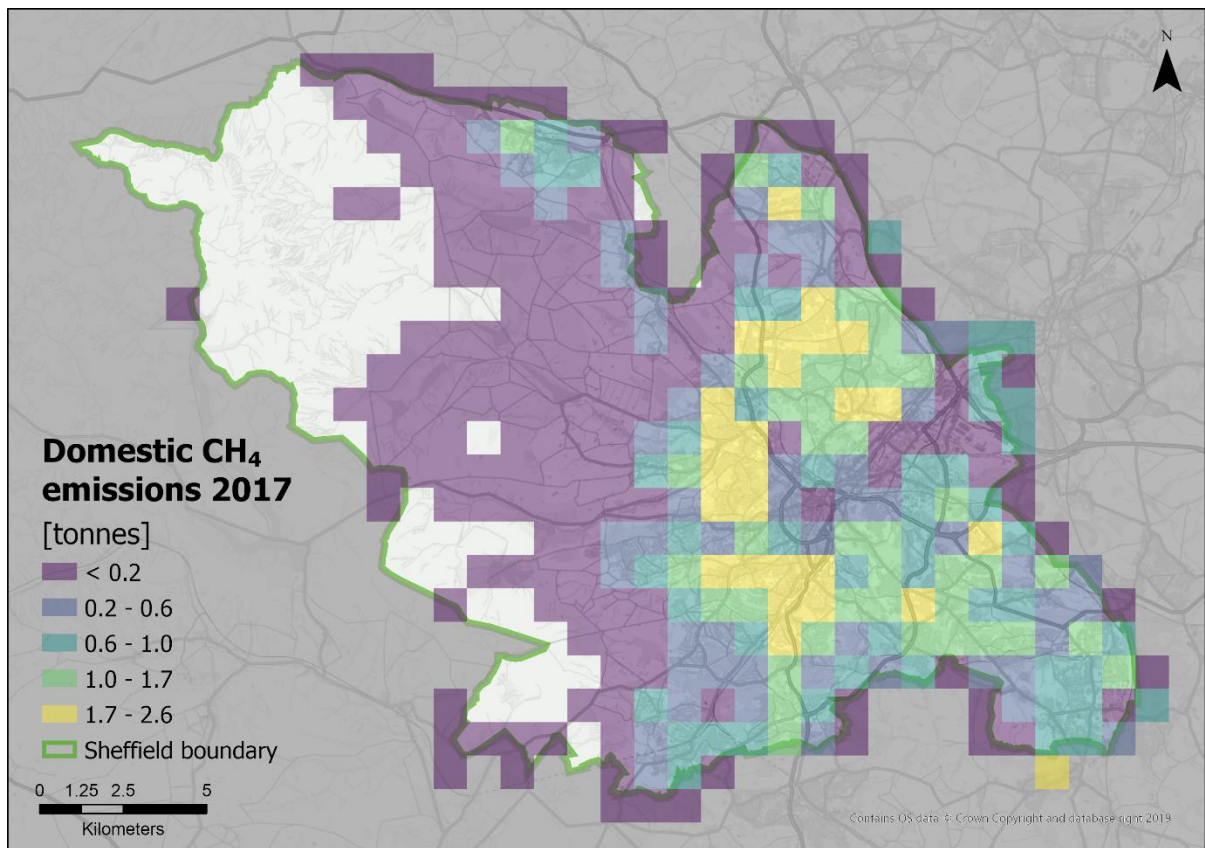 N
Domestic CH₄
emissions 2017
[tonnes]
< 0.2
0.2 - 0.6
0.6 - 1.0
1.0 - 1.7
1.7 - 2.6
Sheffield boundary
0 1.25 2.5 5
Kilometers
Contains OS data © Crown Copyright and database right 2019